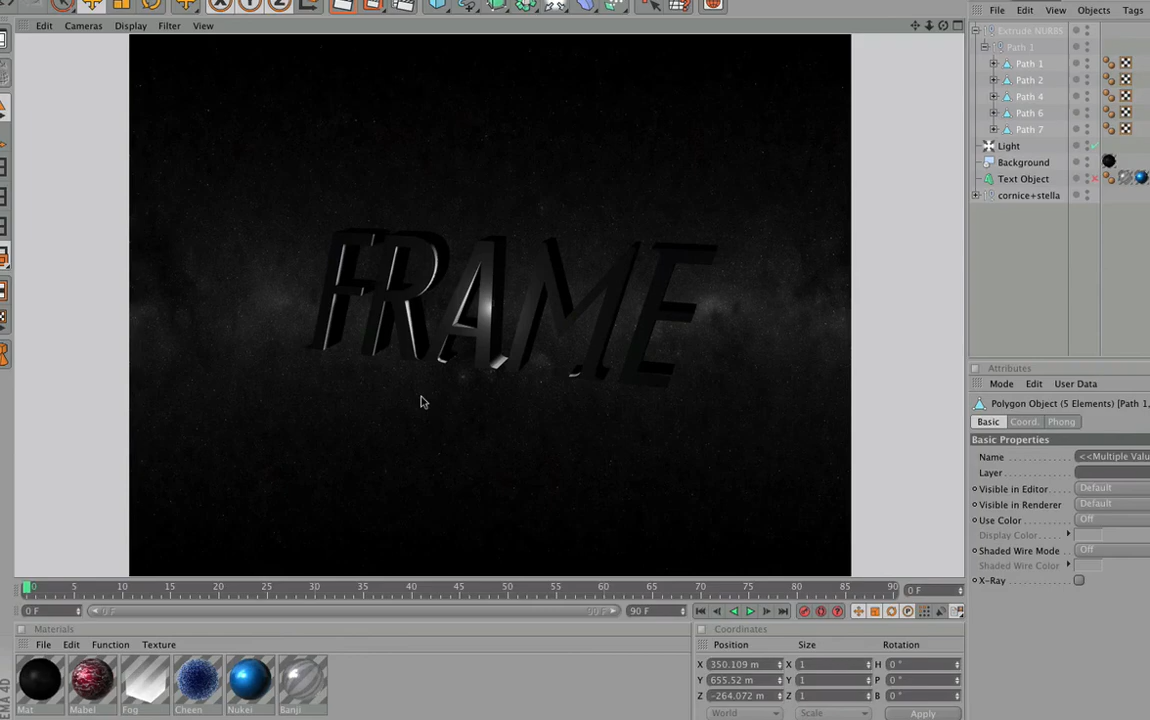 Edit Cameras Display Filter View
File Edit View Objects Tags
Extrude NURBS
Path 1
Path 1
Path 2
Path 4
Path 6
Path 7
Light
Background
Text Object
cornice+stella
FRAME
Attributes
Mode Edit User Data
Polygon Object (5 Elements) [Path 1,
Basic Coord. Phong
Basic Properties
Name <<Multiple Valu
Layer
Visible in Editor Default
Visible in Renderer Default
Use Color Off
Display Color
Shaded Wire Mode Off
Shaded Wire Color
X-Ray
0 5 10 15 20 25 30 35 40 45 50 55 60 65 70 75 80 85 90 0 F
0 F 0 F 90 F 90 F
Materials
File Edit Function Texture
Mat Mabel Fog Cheen Nukei Banji
Coordinates
Position Size Rotation
X 350.109 m X 1 H 0 °
Y 655.52 m Y 1 P 0 °
Z -264.072 m Z 1 B 0 °
World Scale Apply
EMA 4D